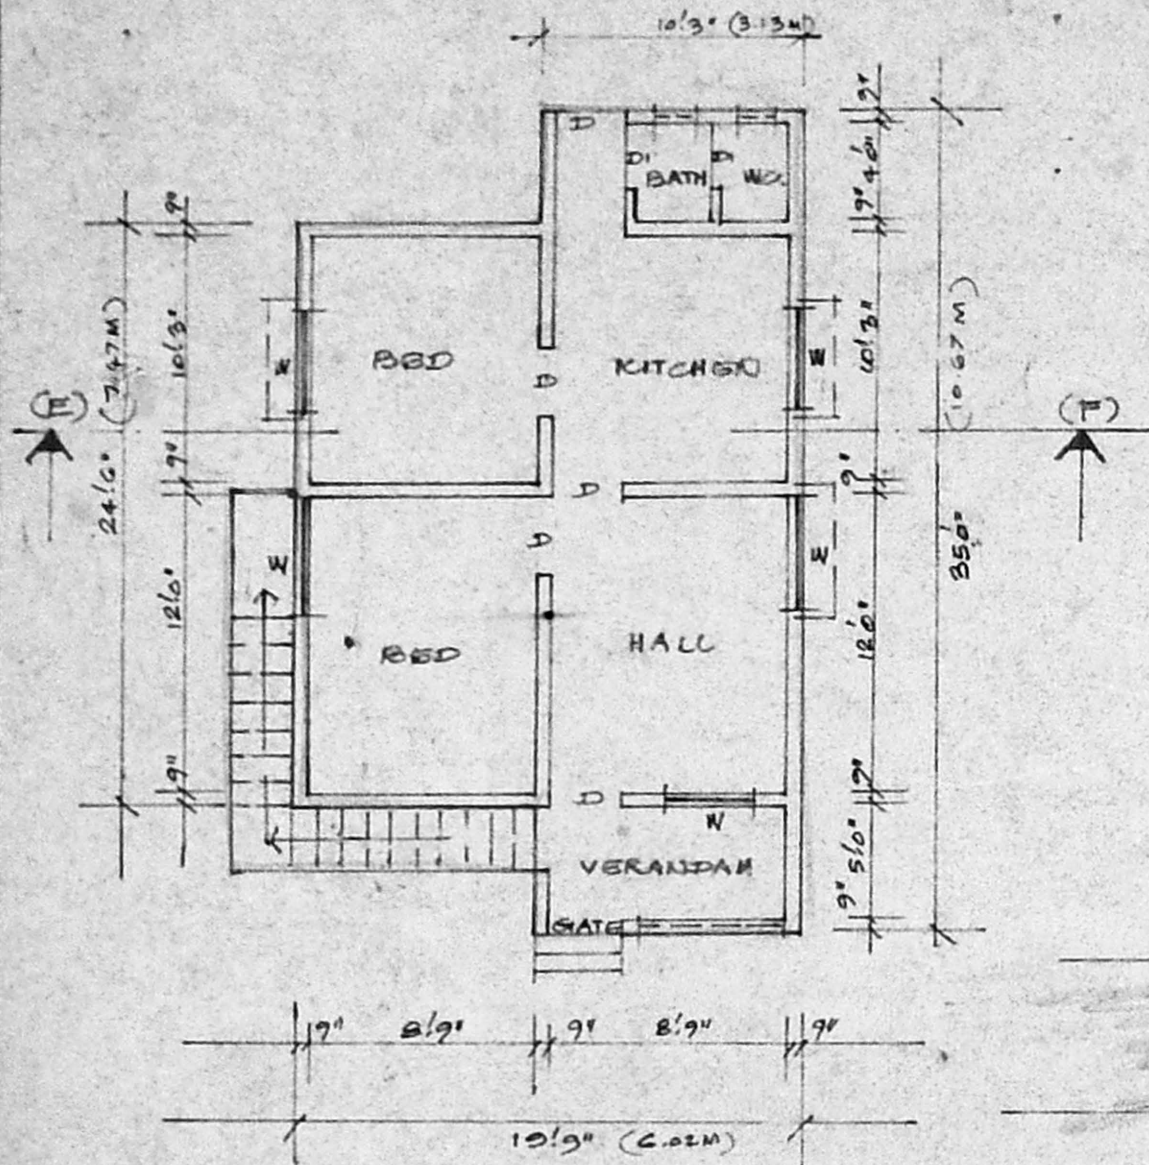 10'3" (3.13M)
9"
D
D1
D1
BATH
W.C.
4'0"
9"
9"
10'3"
BED
KITCHEN
W
W
D
10'3"
(10.67 M)
24'6" (7.47M)
(E)
(F)
9"
9"
D
D
W
W
35'0"
12'0"
BED
HALL
12'0"
9"
9"
D
W
VERANDAH
5'0"
9"
GATE
9"
8'9"
9"
8'9"
9"
19'9" (6.02M)